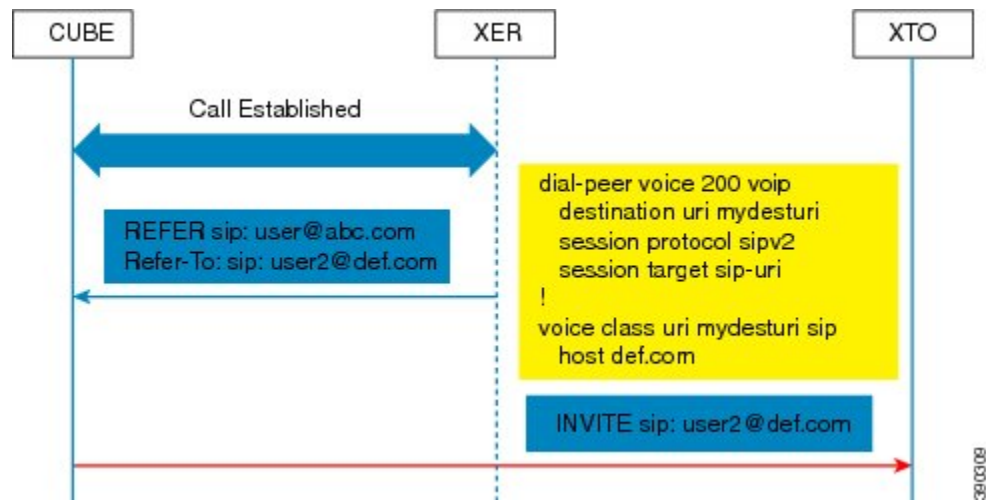 CUBE
XER
XTO
Call Established
REFER sip: user@abc.com
Refer-To: sip: user2@def.com
dial-peer voice 200 voip
destination uri mydesturi
session protocol sipv2
session target sip-uri
!
voice class uri mydesturi sip
host def.com
INVITE sip: user2@def.com
390309